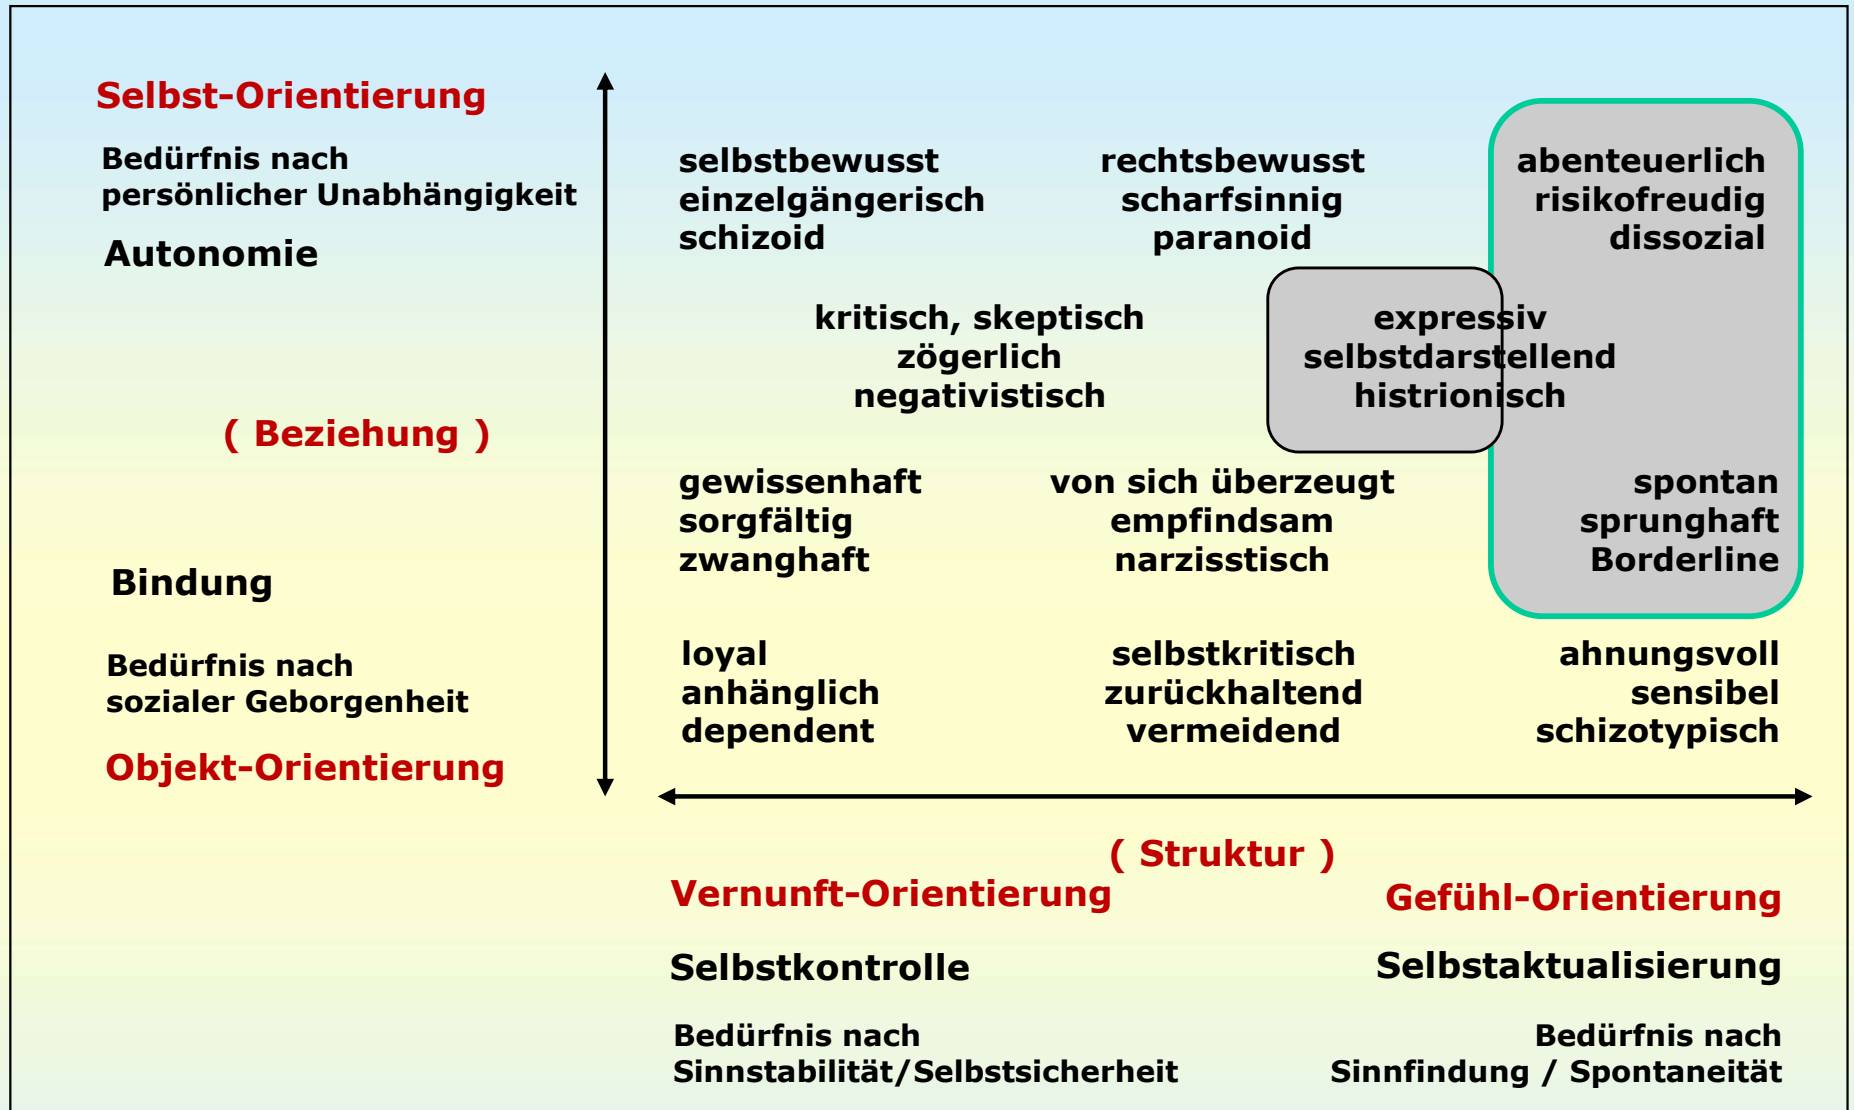 Selbst-Orientierung
Bedürfnis nach
persönlicher Unabhängigkeit
Autonomie
( Beziehung )
Bindung
Bedürfnis nach
sozialer Geborgenheit
Objekt-Orientierung
selbstbewusst
einzelgängerisch
schizoid
rechtsbewusst
scharfsinnig
paranoid
abenteuerlich
risikofreudig
dissozial
kritisch, skeptisch
zögerlich
negativistisch
expressiv
selbstdarstellend
histrionisch
gewissenhaft
sorgfältig
zwanghaft
von sich überzeugt
empfindsam
narzisstisch
spontan
sprunghaft
Borderline
loyal
anhänglich
dependent
selbstkritisch
zurückhaltend
vermeidend
ahnungsvoll
sensibel
schizotypisch
( Struktur )
Vernunft-Orientierung
Selbstkontrolle
Bedürfnis nach
Sinnstabilität/Selbstsicherheit
Gefühl-Orientierung
Selbstaktualisierung
Bedürfnis nach
Sinnfindung / Spontaneität